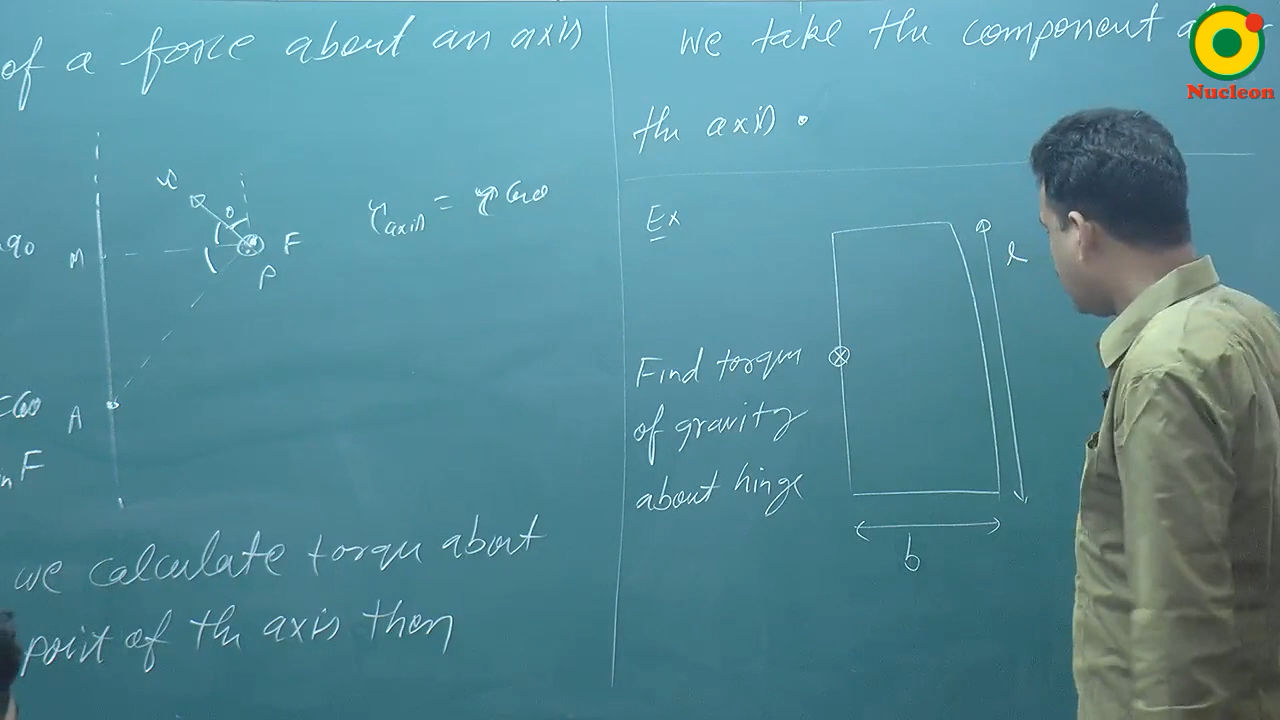 of a force about an axis
M
F
P
τaxis = τ cosθ
A
F
we calculate torque about
point of the axis then
we take the component
the axis .
Ex
Find torque
of gravity
about hinge
l
b
Nucleon